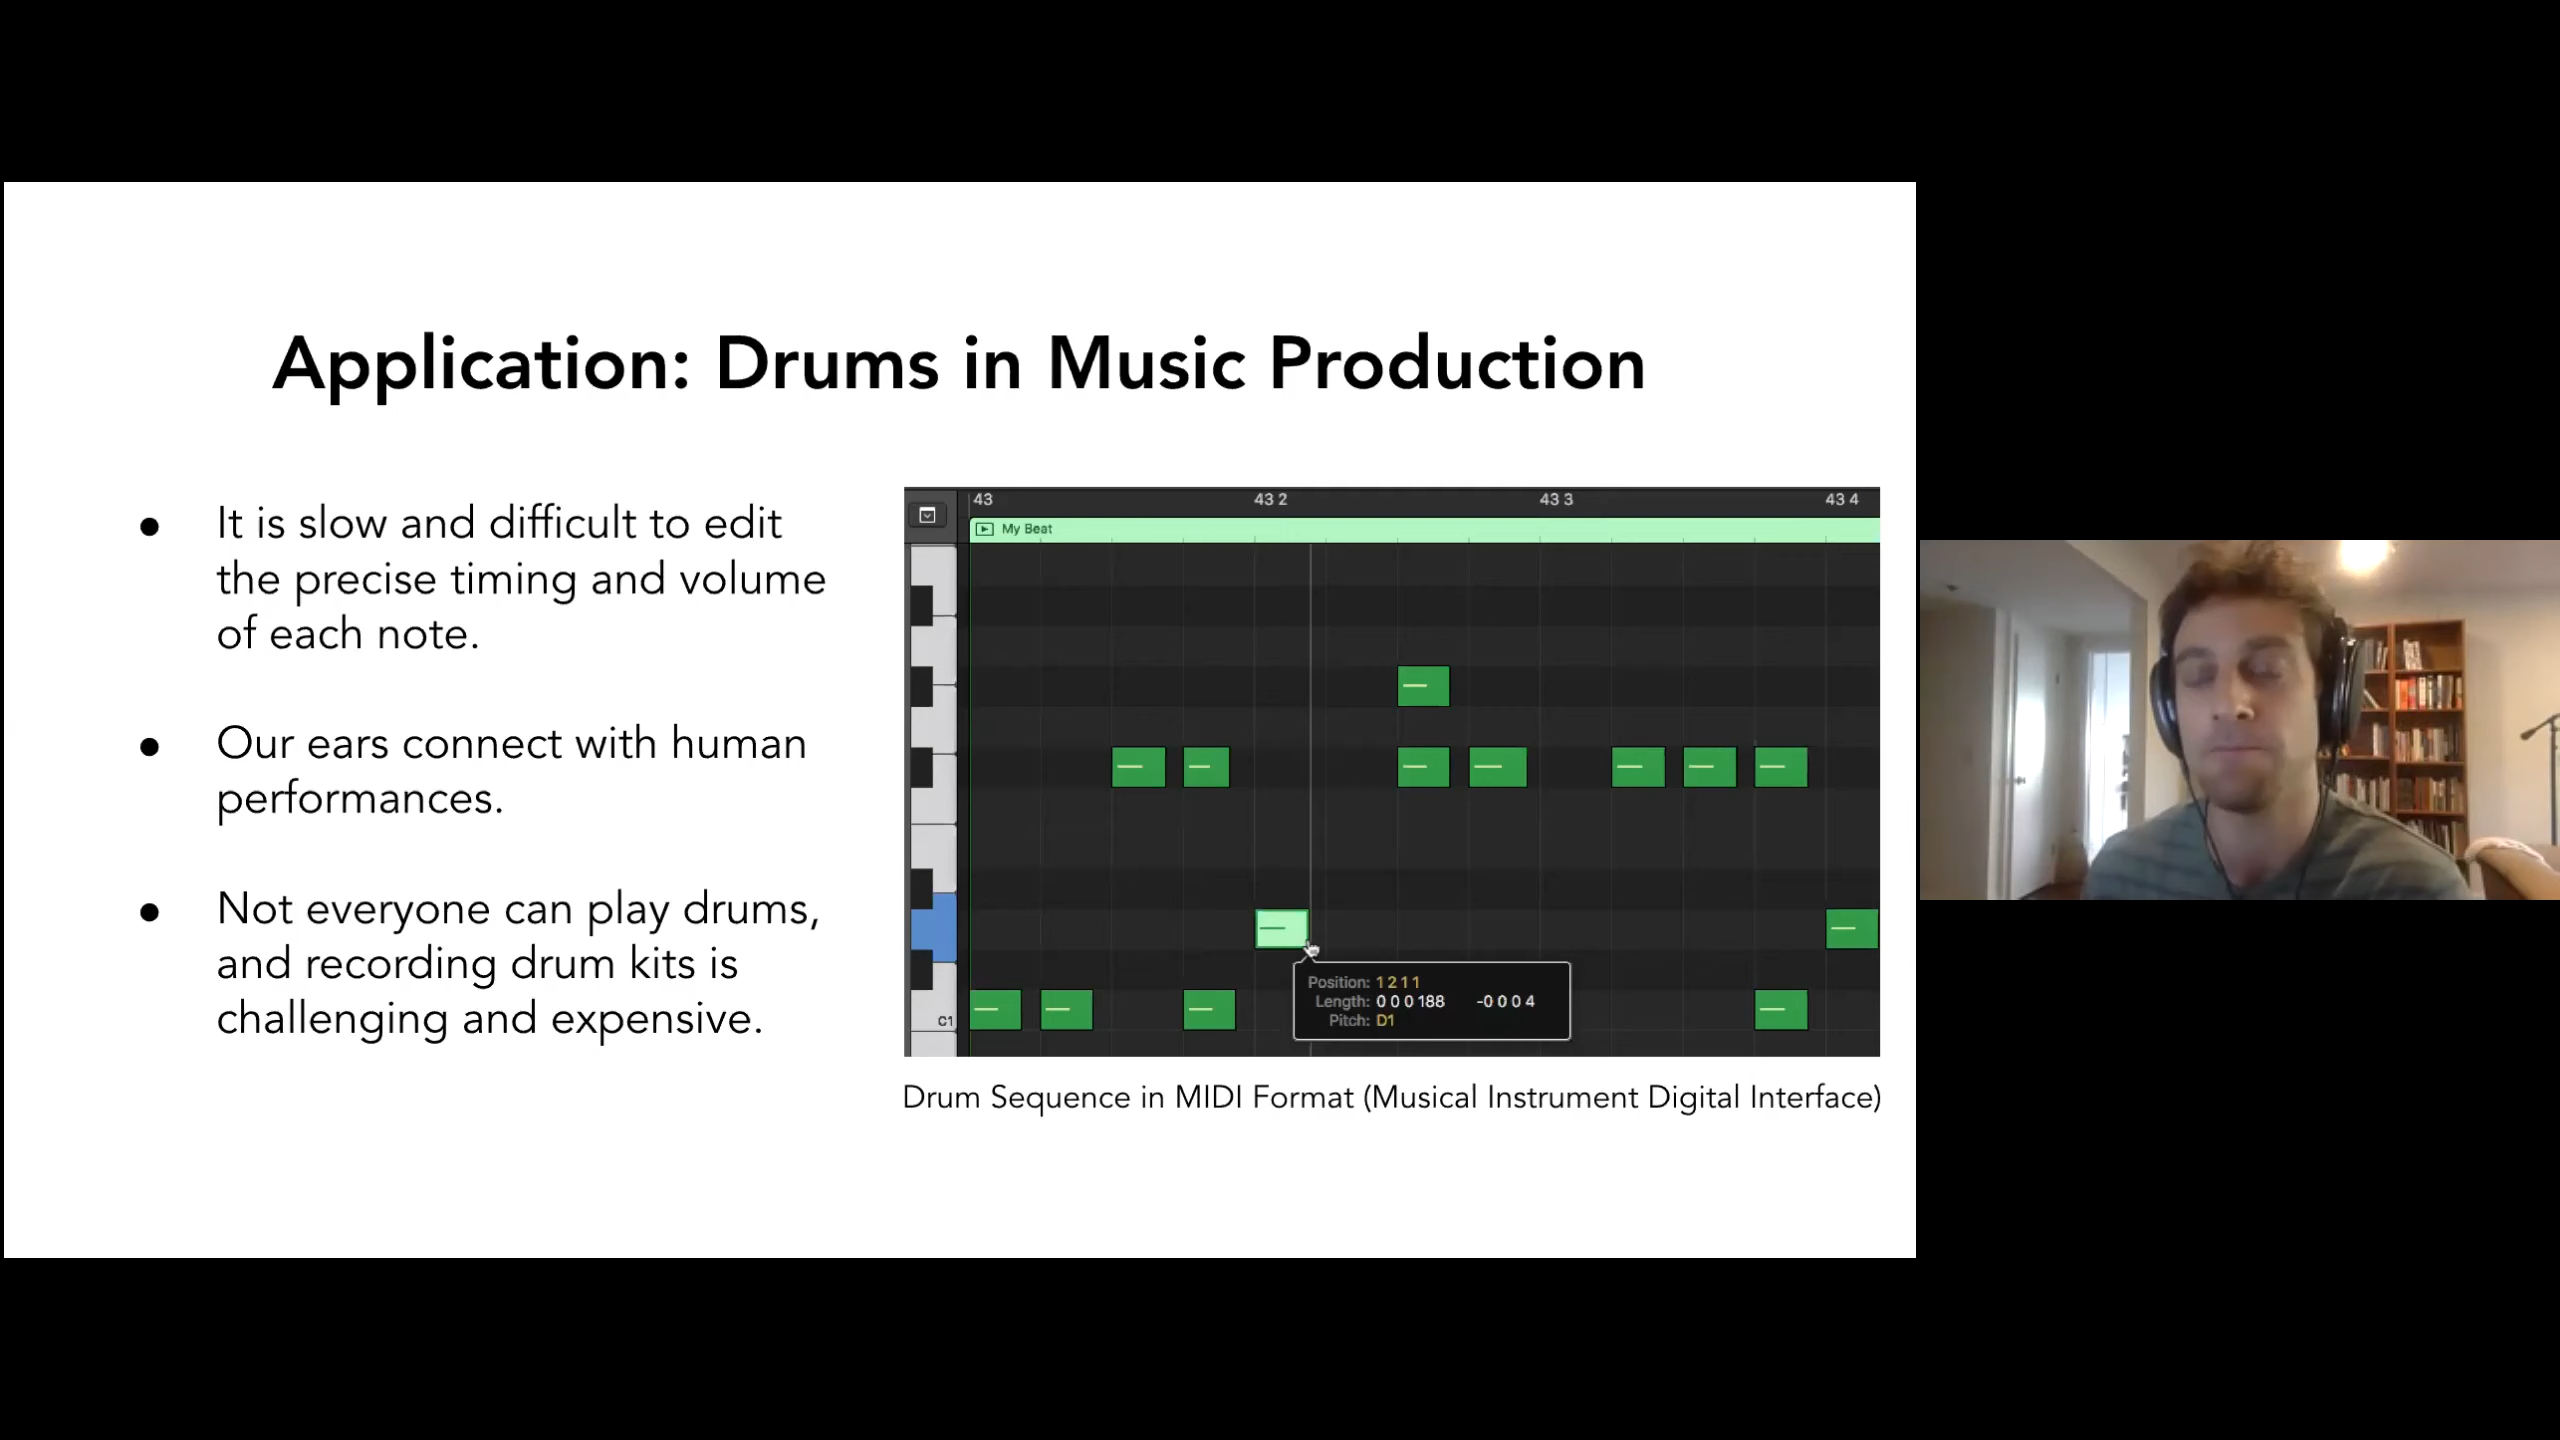 Application: Drums in Music Production
● It is slow and difficult to edit
the precise timing and volume
of each note.
● Our ears connect with human
performances.
● Not everyone can play drums,
and recording drum kits is
challenging and expensive.
43 43 2 43 3 43 4
My Beat
Position: 1 2 1 1
Length: 0 0 0 188 -0 0 0 4
Pitch: D1
C1
Drum Sequence in MIDI Format (Musical Instrument Digital Interface)